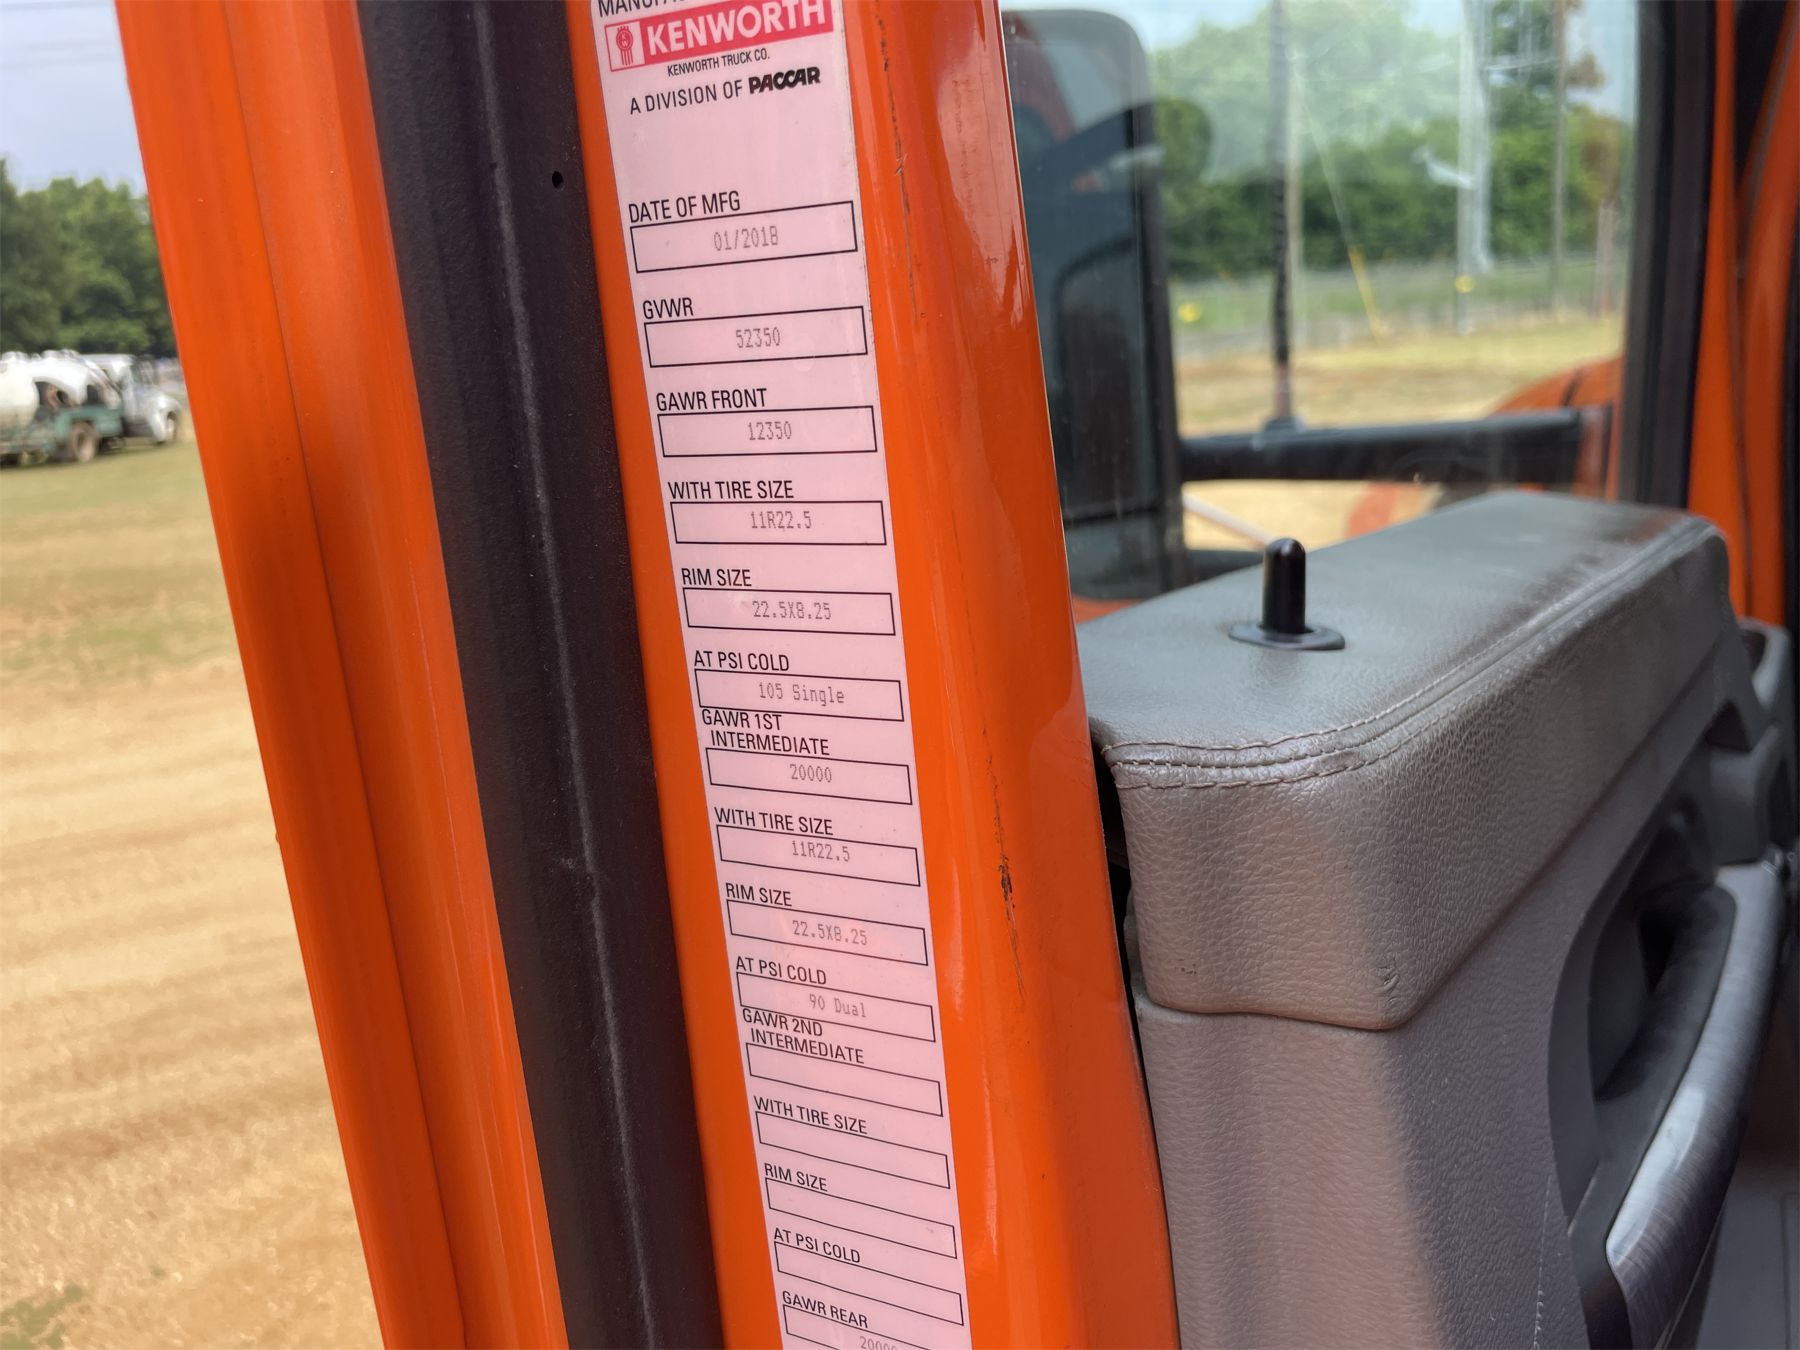 KENWORTH
KENWORTH TRUCK CO.
A DIVISION OF PACCAR
DATE OF MFG
01/2018
GVWR
52350
GAWR FRONT
12350
WITH TIRE SIZE
11R22.5
RIM SIZE
22.5X8.25
AT PSI COLD
105 Single
GAWR 1ST
INTERMEDIATE
20000
WITH TIRE SIZE
11R22.5
RIM SIZE
22.5X8.25
AT PSI COLD
90 Dual
GAWR 2ND
INTERMEDIATE
WITH TIRE SIZE
RIM SIZE
AT PSI COLD
GAWR REAR
20000